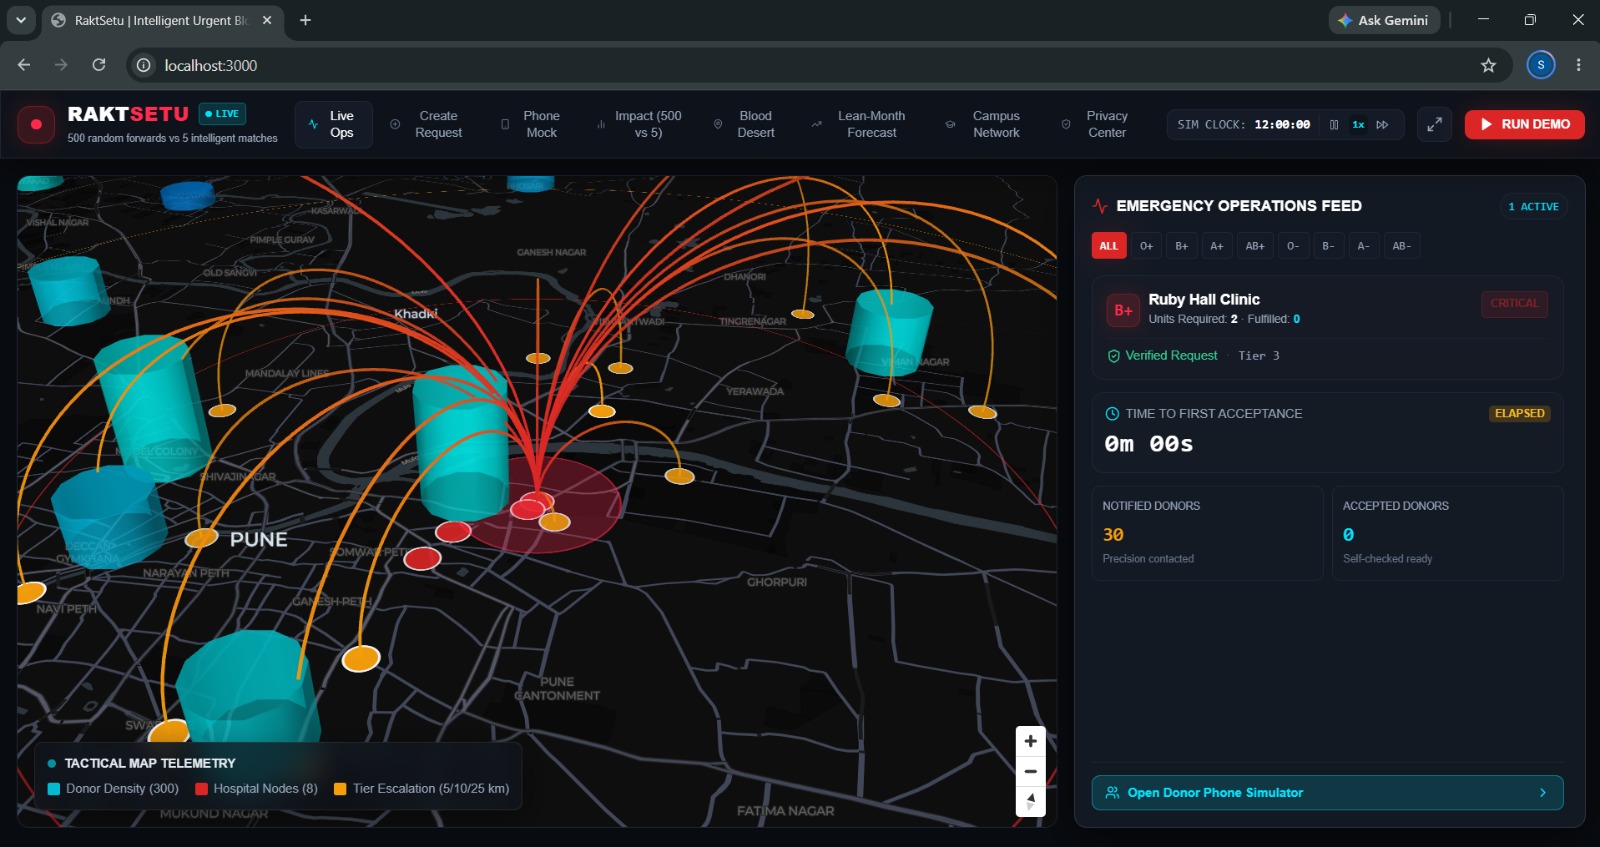 RaktSetu | Intelligent Urgent Blo
Ask Gemini
localhost:3000
S
RAKTSETU
LIVE
500 random forwards vs 5 intelligent matches
Live
Ops
Create
Request
Phone
Mock
Impact (500
vs 5)
Blood
Desert
Lean-Month
Forecast
Campus
Network
Privacy
Center
SIM CLOCK: 12:00:00
1x
RUN DEMO
VISHAL NAGAR
KASARWADI
PIMPLE GURAV
GANESH NAGAR
OLD SANGVI
DHANORI
Khadki
TINGRENAGAR
VIMAN NAGAR
MANDALAY LINES
YERAWADA
MODEL COLONY
SHIVAJINAGAR
PUNE
DECCAN
GYMKHANA
SOMWAR PETH
NARAYAN PETH
GHORPURI
NAVI PETH
GANESH PETH
PUNE
CANTONMENT
MUKUND NAGAR
FATIMA NAGAR
TACTICAL MAP TELEMETRY
Donor Density (300)
Hospital Nodes (8)
Tier Escalation (5/10/25 km)
EMERGENCY OPERATIONS FEED
1 ACTIVE
ALL
O+
B+
A+
AB+
O-
B-
A-
AB-
B+
Ruby Hall Clinic
Units Required: 2 · Fulfilled: 0
CRITICAL
Verified Request · Tier 3
TIME TO FIRST ACCEPTANCE
ELAPSED
0m 00s
NOTIFIED DONORS
30
Precision contacted
ACCEPTED DONORS
0
Self-checked ready
Open Donor Phone Simulator